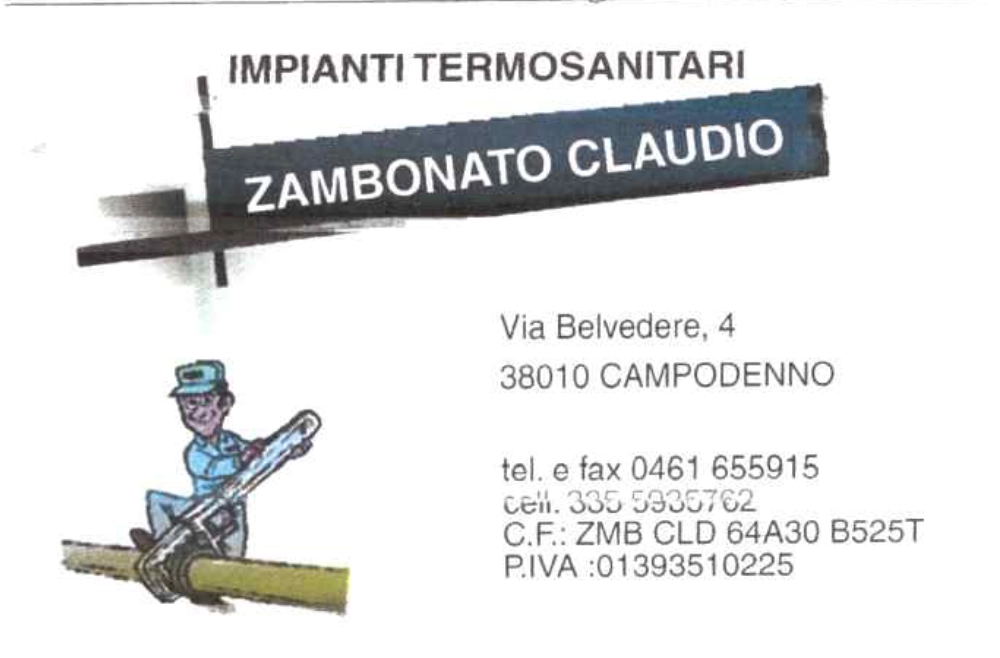 IMPIANTI TERMOSANITARI
ZAMBONATO CLAUDIO
Via Belvedere, 4
38010 CAMPODENNO
tel. e fax 0461 655915
cell. 335 5935762
C.F.: ZMB CLD 64A30 B525T
P.IVA :01393510225